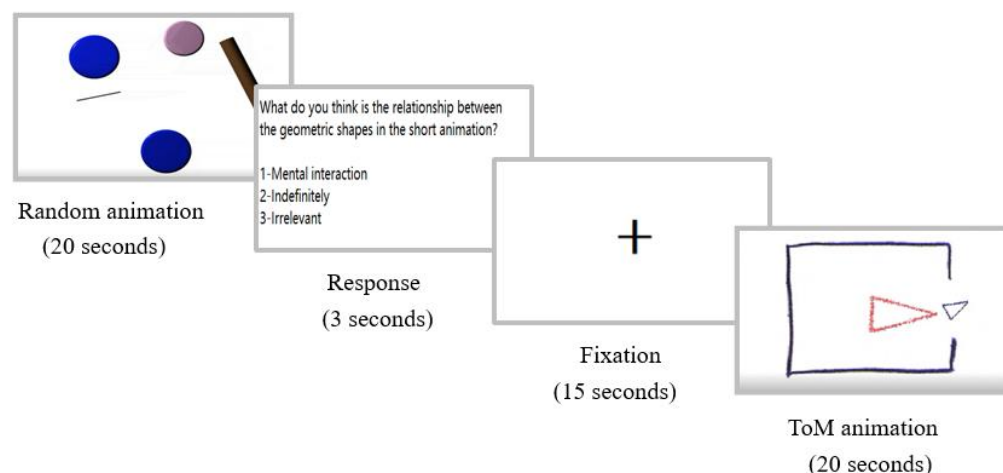 Random animation
(20 seconds)
What do you think is the relationship between
the geometric shapes in the short animation?
1-Mental interaction
2-Indefinitely
3-Irrelevant
Response
(3 seconds)
+
Fixation
(15 seconds)
ToM animation
(20 seconds)